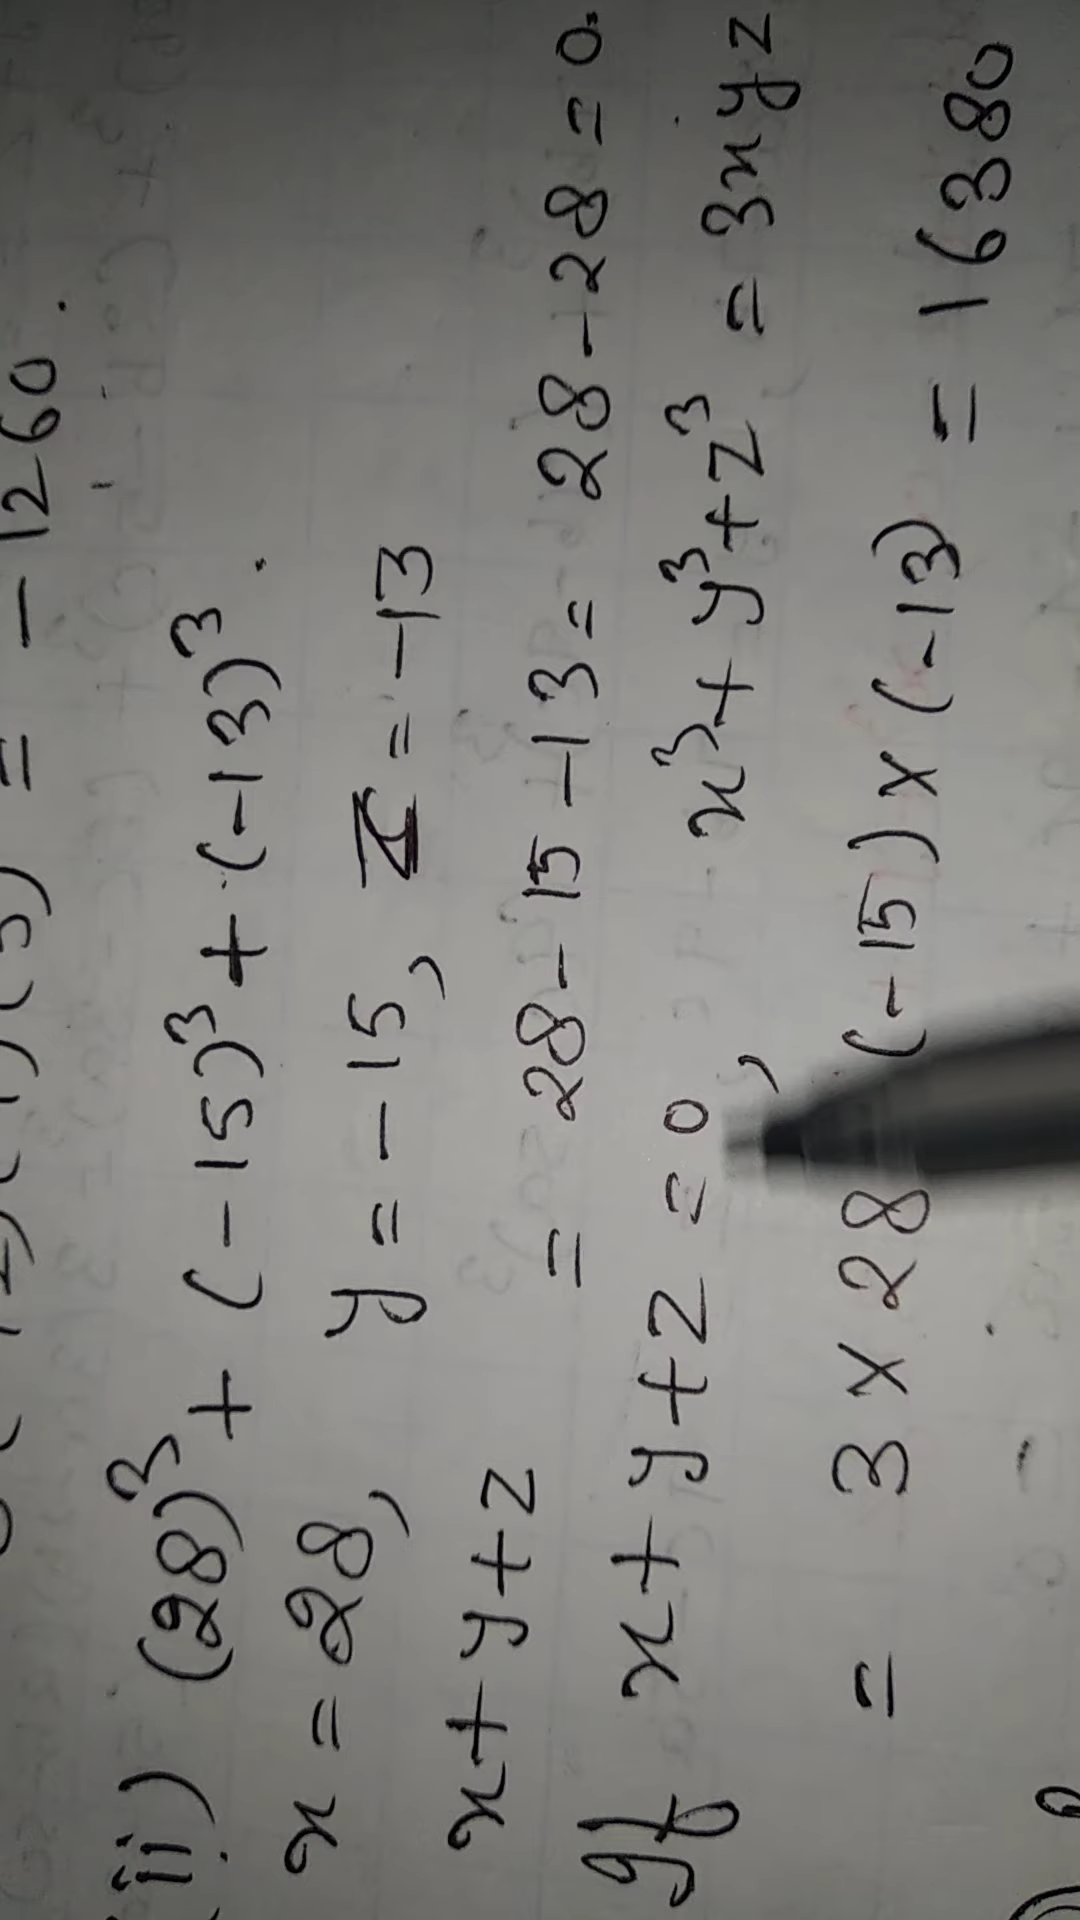 = -1260.
(ii) (28)³ + (-15)³ + (-13)³.
x = 28, y = -15, z = -13
x + y + z = 28 - 15 - 13 = 28 - 28 = 0.
If x + y + z = 0, x³ + y³ + z³ = 3xyz
= 3 × 28 (-15) × (-13) = 16380